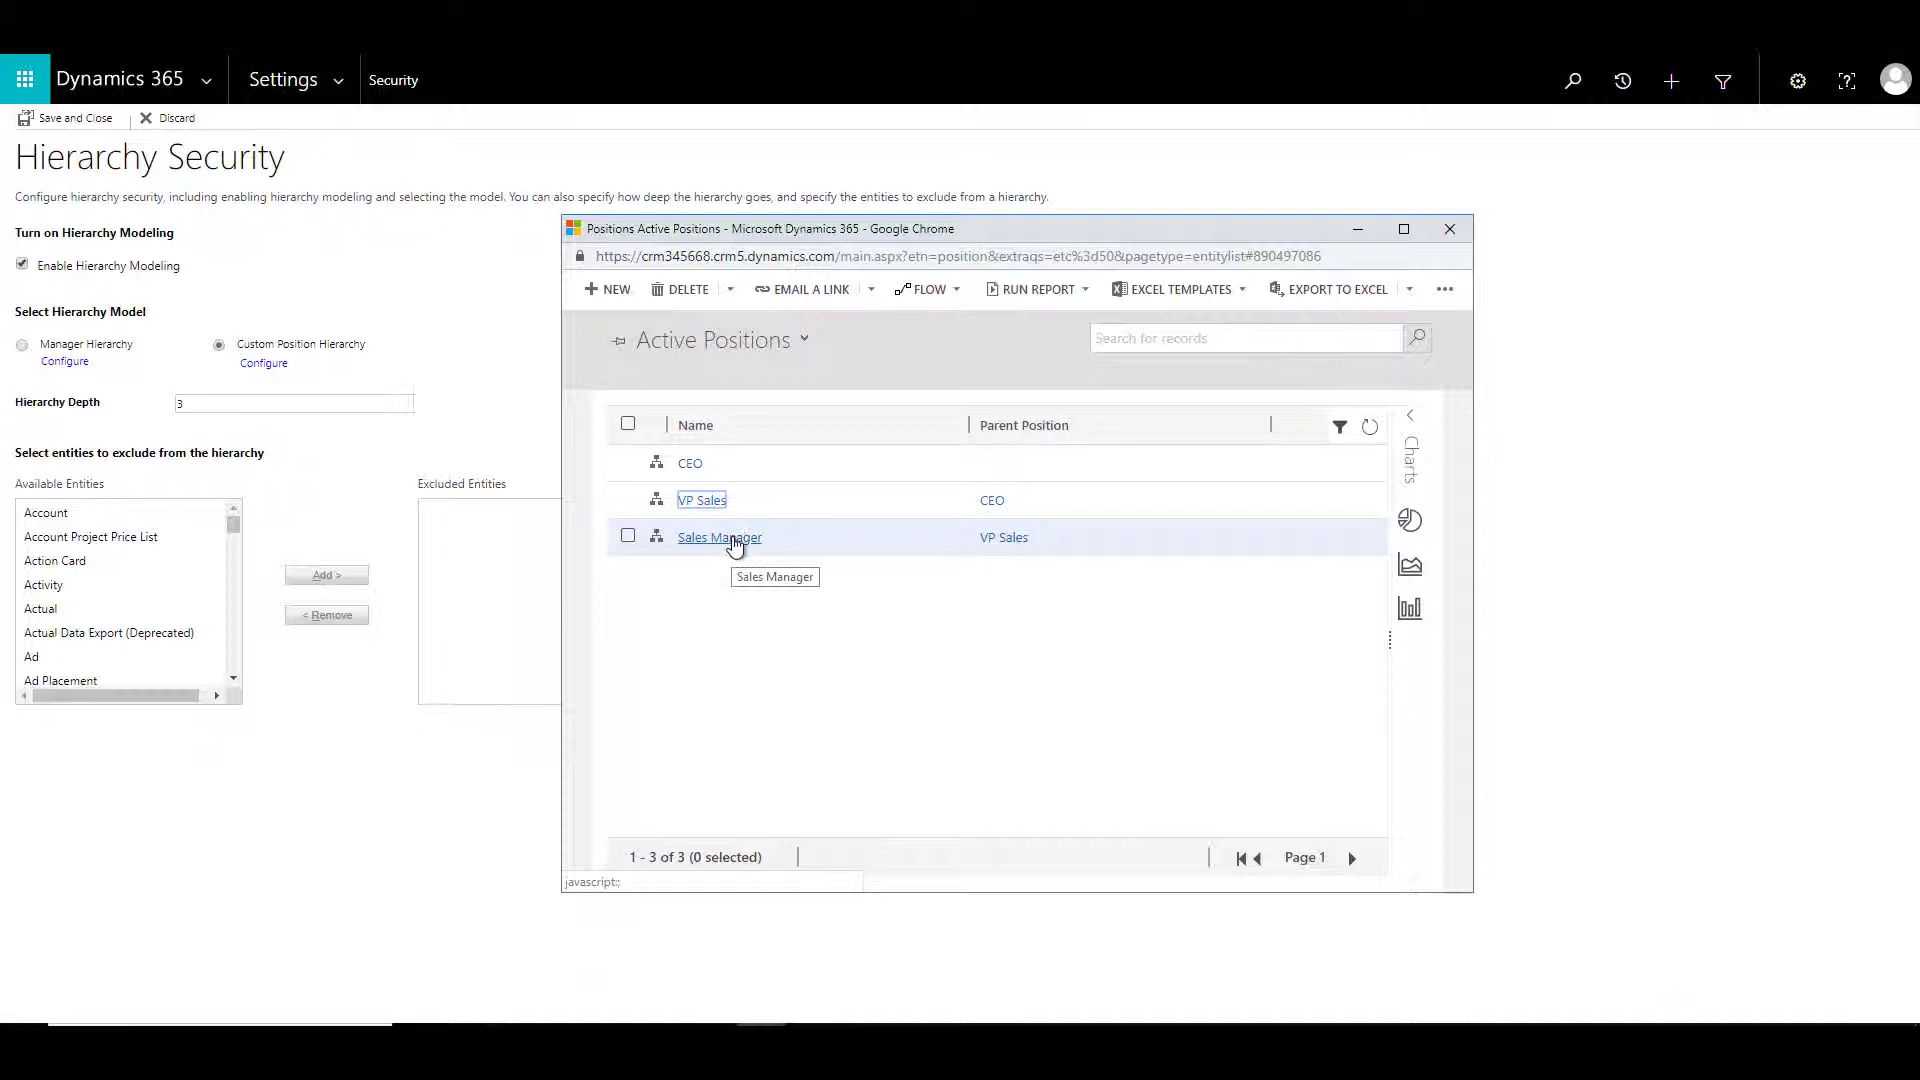 Dynamics 365 Settings Security
Save and Close Discard
Hierarchy Security
Configure hierarchy security, including enabling hierarchy modeling and selecting the model. You can also specify how deep the hierarchy goes, and specify the entities to exclude from a hierarchy.
Turn on Hierarchy Modeling
Enable Hierarchy Modeling
Select Hierarchy Model
Manager Hierarchy Custom Position Hierarchy
Configure Configure
Hierarchy Depth 3
Select entities to exclude from the hierarchy
Available Entities Excluded Entities
Account
Account Project Price List
Action Card
Activity
Actual
Actual Data Export (Deprecated)
Ad
Ad Placement
Add >
< Remove
Positions Active Positions - Microsoft Dynamics 365 - Google Chrome
https://crm345668.crm5.dynamics.com/main.aspx?etn=position&extraqs=etc%3d50&pagetype=entitylist#890497086
NEW DELETE EMAIL A LINK FLOW RUN REPORT EXCEL TEMPLATES EXPORT TO EXCEL
Active Positions Search for records
Name Parent Position
CEO
VP Sales CEO
Sales Manager VP Sales
Sales Manager
Charts
1 - 3 of 3 (0 selected) Page 1
javascript:;